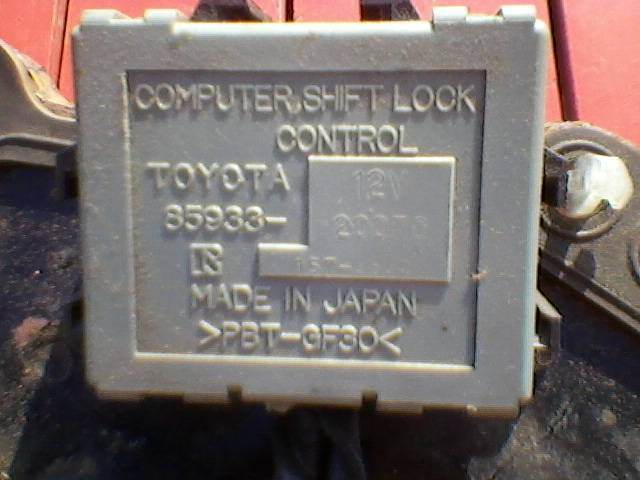 COMPUTER, SHIFT LOCK
CONTROL
TOYOTA
12V
85933-
MADE IN JAPAN
>PBT-GF30<